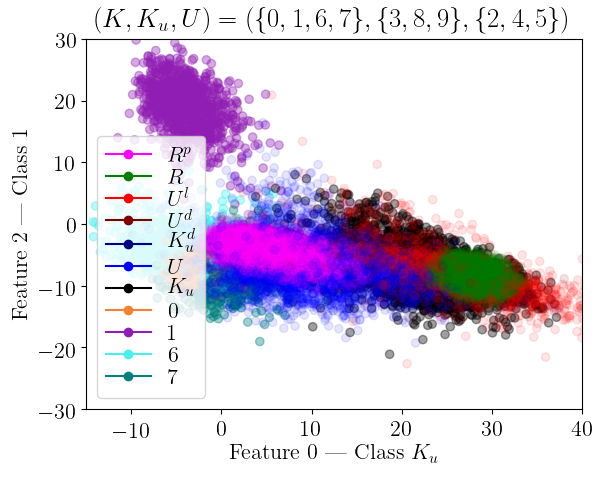 (K, K_u, U) = ({0, 1, 6, 7}, {3, 8, 9}, {2, 4, 5})
30
20
10
0
−10
−20
−30
Feature 2 — Class 1
R^p
R
U^l
U^d
K_u^d
U
K_u
0
1
6
7
−10
0
10
20
30
40
Feature 0 — Class K_u